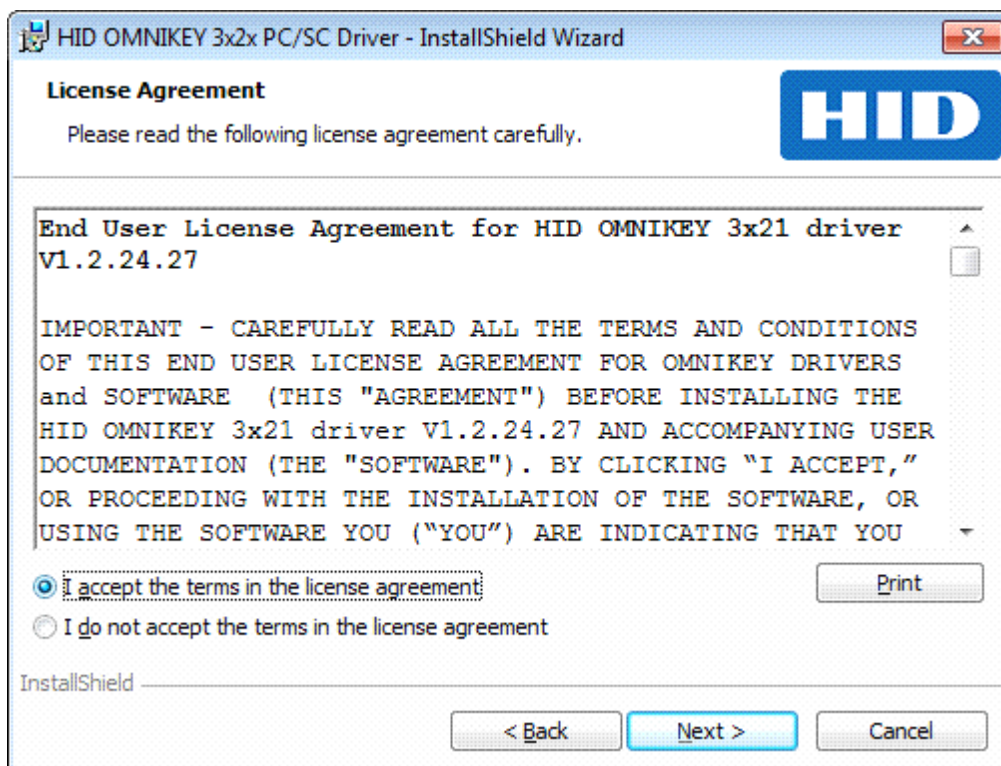 HID OMNIKEY 3x2x PC/SC Driver - InstallShield Wizard
License Agreement
Please read the following license agreement carefully.
HID
End User License Agreement for HID OMNIKEY 3x21 driver
V1.2.24.27
IMPORTANT - CAREFULLY READ ALL THE TERMS AND CONDITIONS
OF THIS END USER LICENSE AGREEMENT FOR OMNIKEY DRIVERS
and SOFTWARE  (THIS "AGREEMENT") BEFORE INSTALLING THE
HID OMNIKEY 3x21 driver V1.2.24.27 AND ACCOMPANYING USER
DOCUMENTATION (THE "SOFTWARE"). BY CLICKING “I ACCEPT,”
OR PROCEEDING WITH THE INSTALLATION OF THE SOFTWARE, OR
USING THE SOFTWARE YOU (“YOU”) ARE INDICATING THAT YOU
I accept the terms in the license agreement
Print
I do not accept the terms in the license agreement
InstallShield
< Back
Next >
Cancel